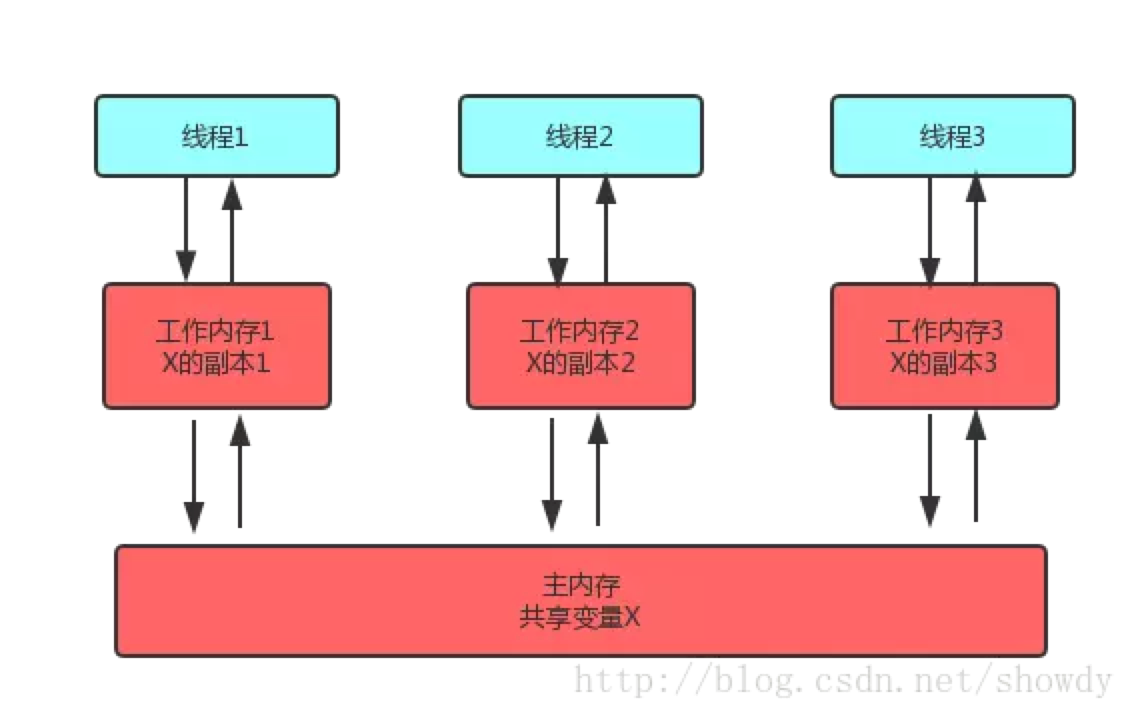 线程1
线程2
线程3
工作内存1
X的副本1
工作内存2
X的副本2
工作内存3
X的副本3
主内存
共享变量X
http://blog.csdn.net/showdy